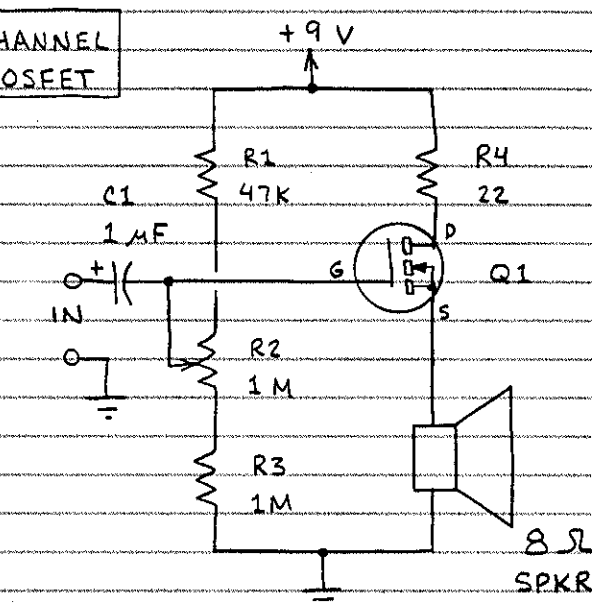 HANNEL
OSFET
+9 V
R1
47K
R4
22
C1
1 µF
+
D
G
Q1
S
IN
R2
1 M
R3
1M
8 Ω
SPKR